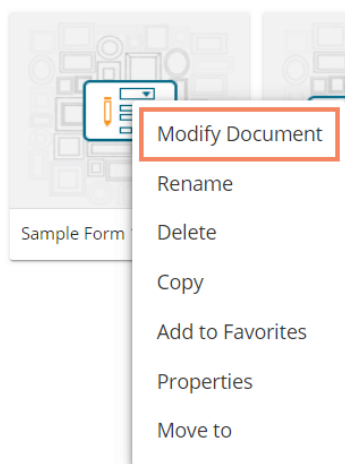 Modify Document
Rename
Sample Form
Delete
Copy
Add to Favorites
Properties
Move to